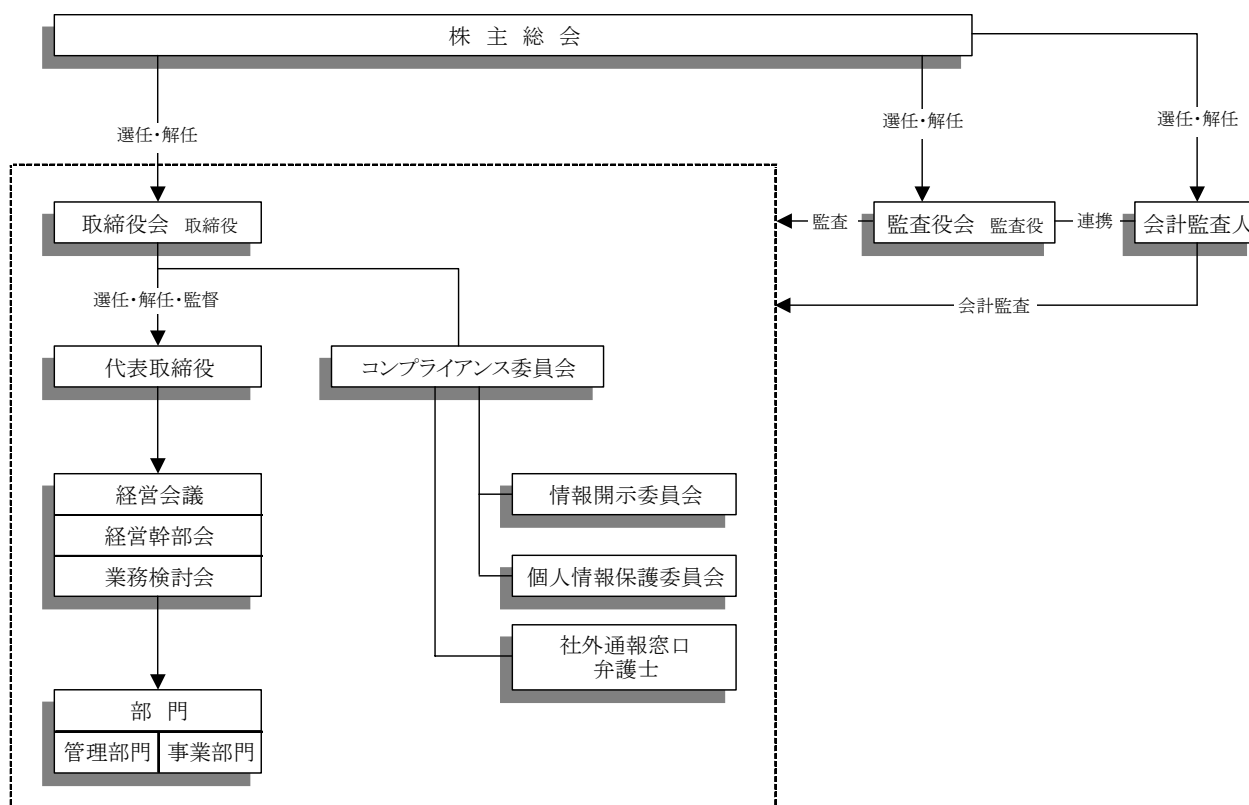 株 主 総 会
選任・解任
選任・解任
選任・解任
取締役会 取締役
監査
監査役会 監査役
連携
会計監査人
選任・解任・監督
会計監査
代表取締役
コンプライアンス委員会
経営会議
経営幹部会
業務検討会
情報開示委員会
個人情報保護委員会
社外通報窓口
弁護士
部 門
管理部門
事業部門